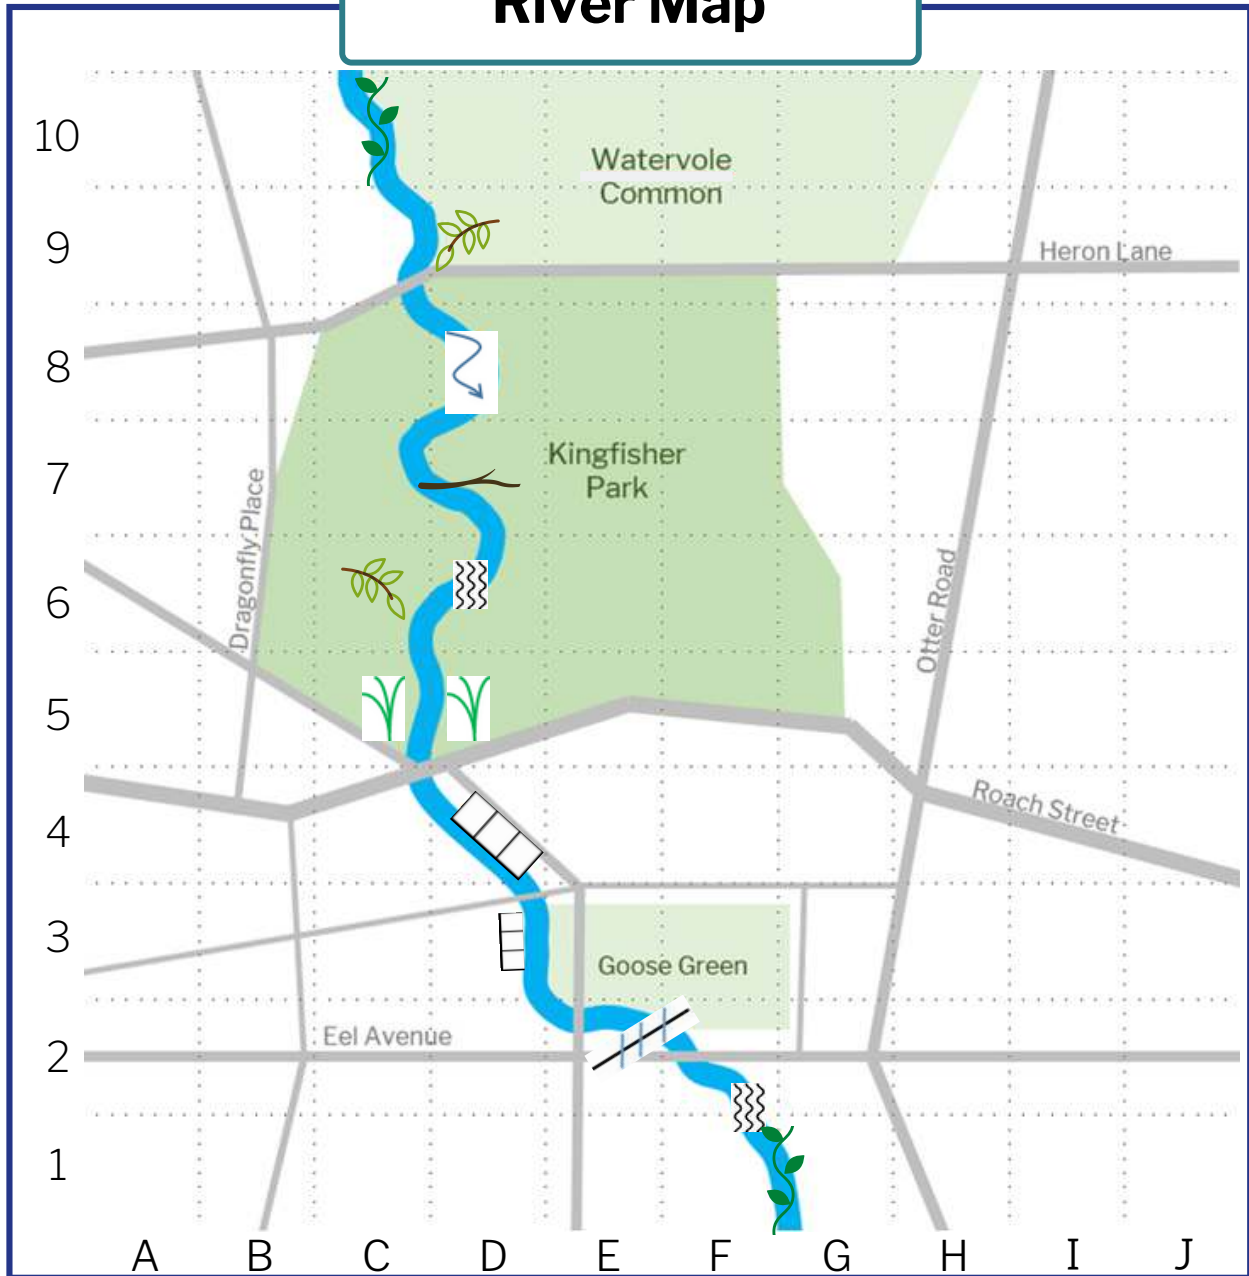 River Map
10
Watervole
Common
9
Heron Lane
8
7
Kingfisher
Park
Dragonfly Place
6
Otter Road
5
Roach Street
4
3
Goose Green
Eel Avenue
2
1
A B C D E F G H I J